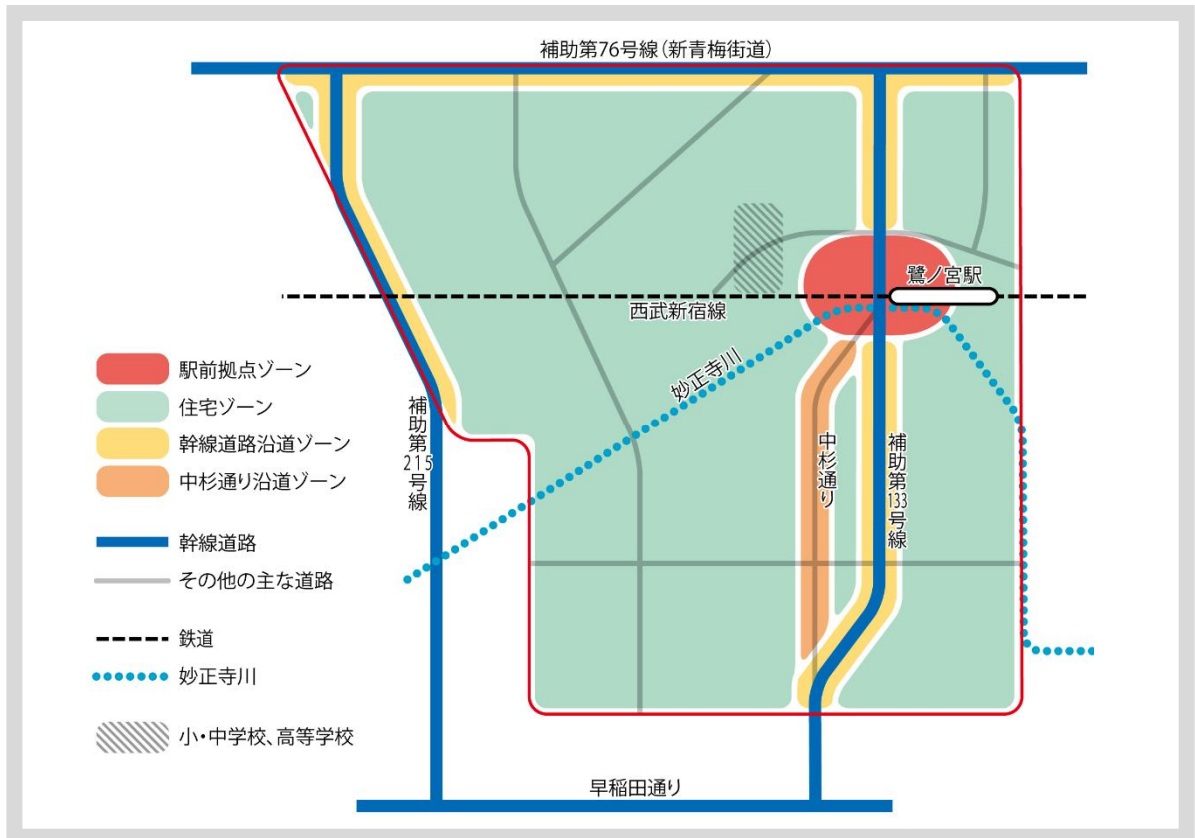 補助第76号線(新青梅街道)
鷺ノ宮駅
西武新宿線
妙正寺川
補助第215号線
中杉通り
補助第133号線
駅前拠点ゾーン
住宅ゾーン
幹線道路沿道ゾーン
中杉通り沿道ゾーン
幹線道路
その他の主な道路
鉄道
妙正寺川
小・中学校、高等学校
早稲田通り